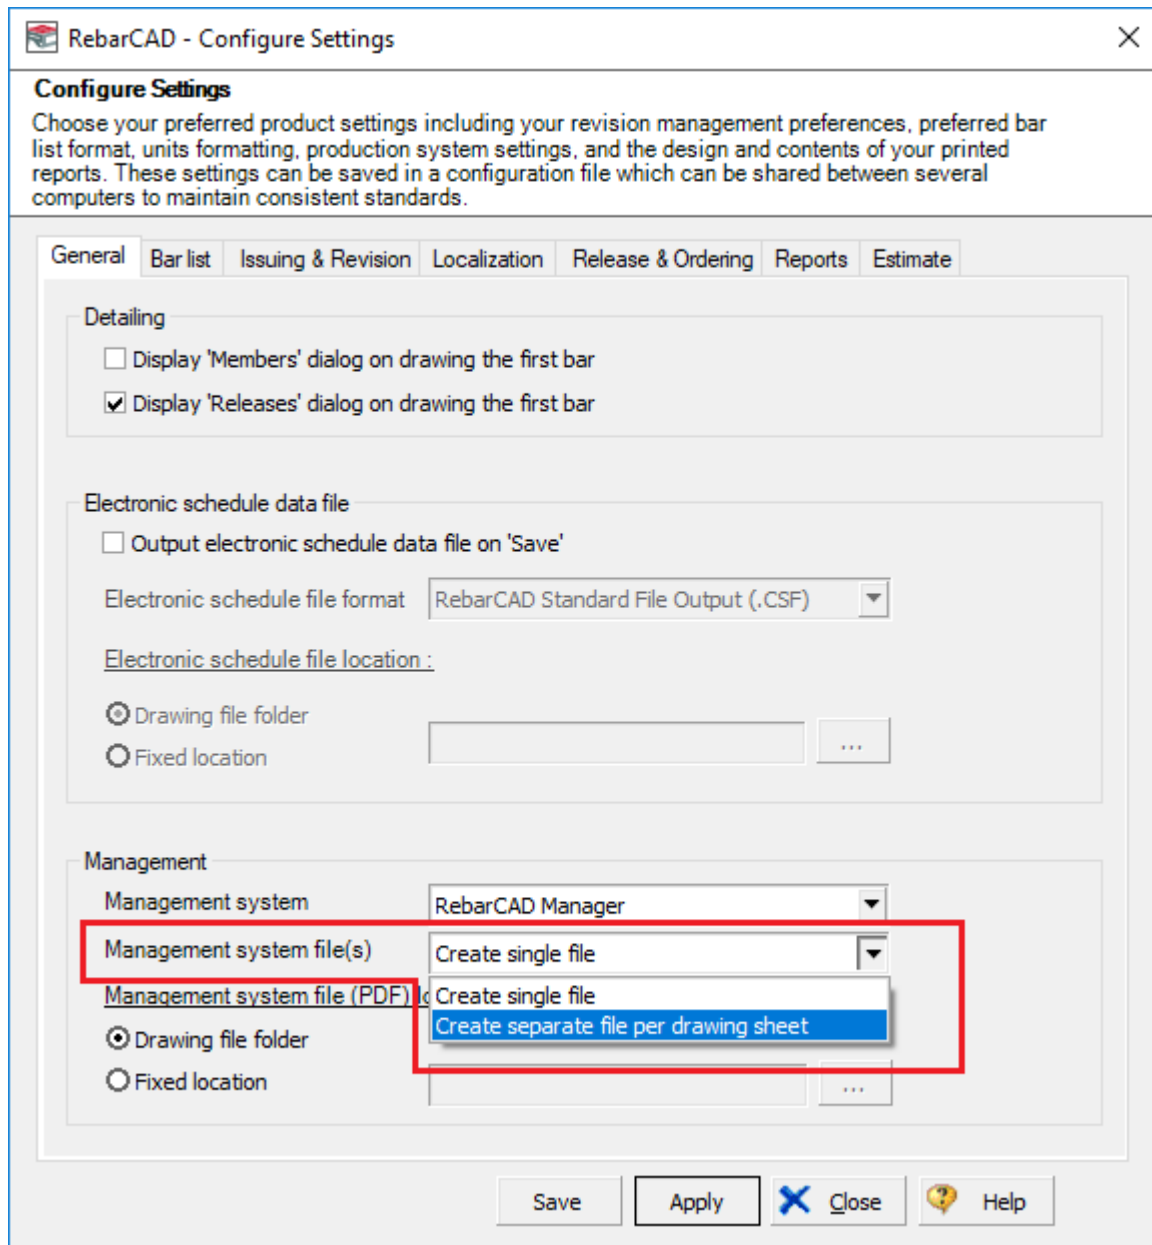 RebarCAD - Configure Settings
Configure Settings
Choose your preferred product settings including your revision management preferences, preferred bar
list format, units formatting, production system settings, and the design and contents of your printed
reports. These settings can be saved in a configuration file which can be shared between several
computers to maintain consistent standards.
General Bar list Issuing & Revision Localization Release & Ordering Reports Estimate
Detailing
Display 'Members' dialog on drawing the first bar
Display 'Releases' dialog on drawing the first bar
Electronic schedule data file
Output electronic schedule data file on 'Save'
Electronic schedule file format RebarCAD Standard File Output (.CSF)
Electronic schedule file location :
Drawing file folder
Fixed location ...
Management
Management system RebarCAD Manager
Management system file(s) Create single file
Management system file (PDF) Create single file
Create separate file per drawing sheet
Drawing file folder
Fixed location ...
Save Apply Close Help